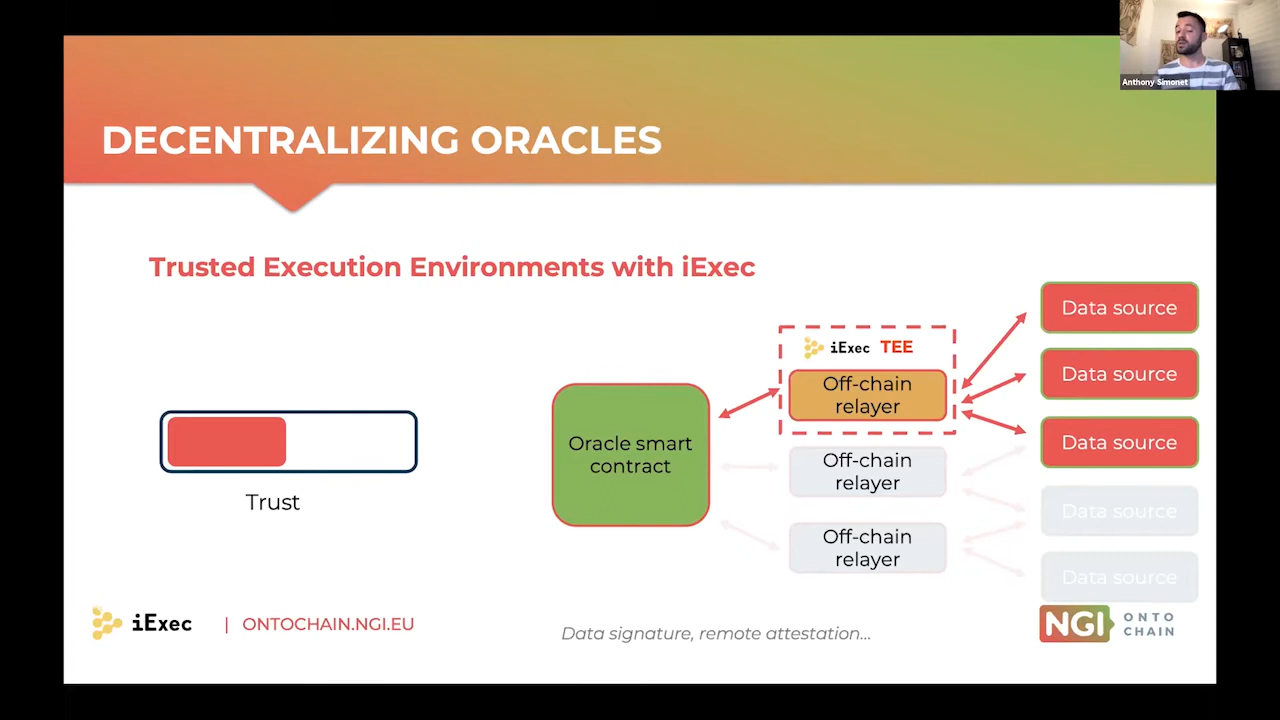 Anthony Simonet
DECENTRALIZING ORACLES
Trusted Execution Environments with iExec
Trust
Oracle smart
contract
iExec TEE
Off-chain
relayer
Off-chain
relayer
Off-chain
relayer
Data source
Data source
Data source
Data source
Data source
iExec | ONTOCHAIN.NGI.EU
Data signature, remote attestation...
NGI ONTO
CHAIN